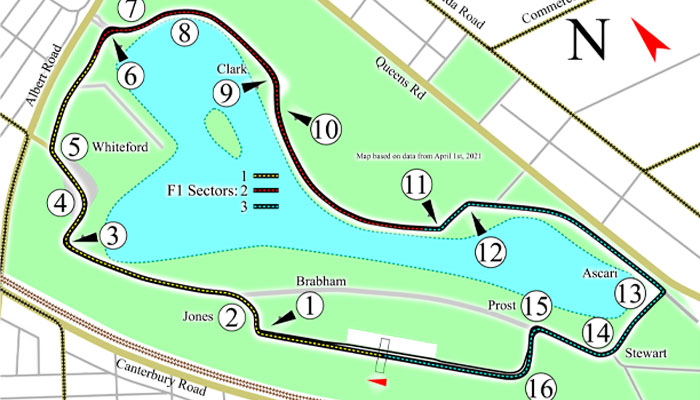 7
8
da Road
Commerc
N
Albert Road
6
Clark
9
Queens Rd
10
5
Whiteford
Map based on data from April 1st, 2021
1
F1 Sectors: 2
3
11
4
3
12
Brabham
Ascari
13
Jones
2
1
Prost
15
14
Stewart
16
Canterbury Road